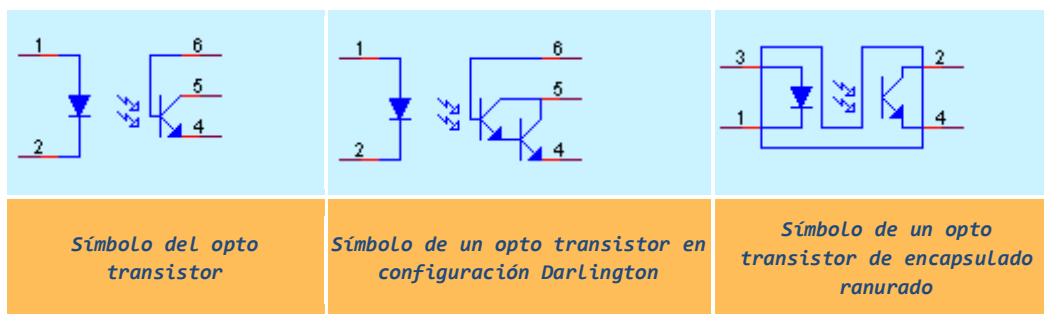 1 6
5
2 4
1 6
5
2 4
3 2
1 4
Símbolo del opto
transistor
Símbolo de un opto transistor en
configuración Darlington
Símbolo de un opto
transistor de encapsulado
ranurado